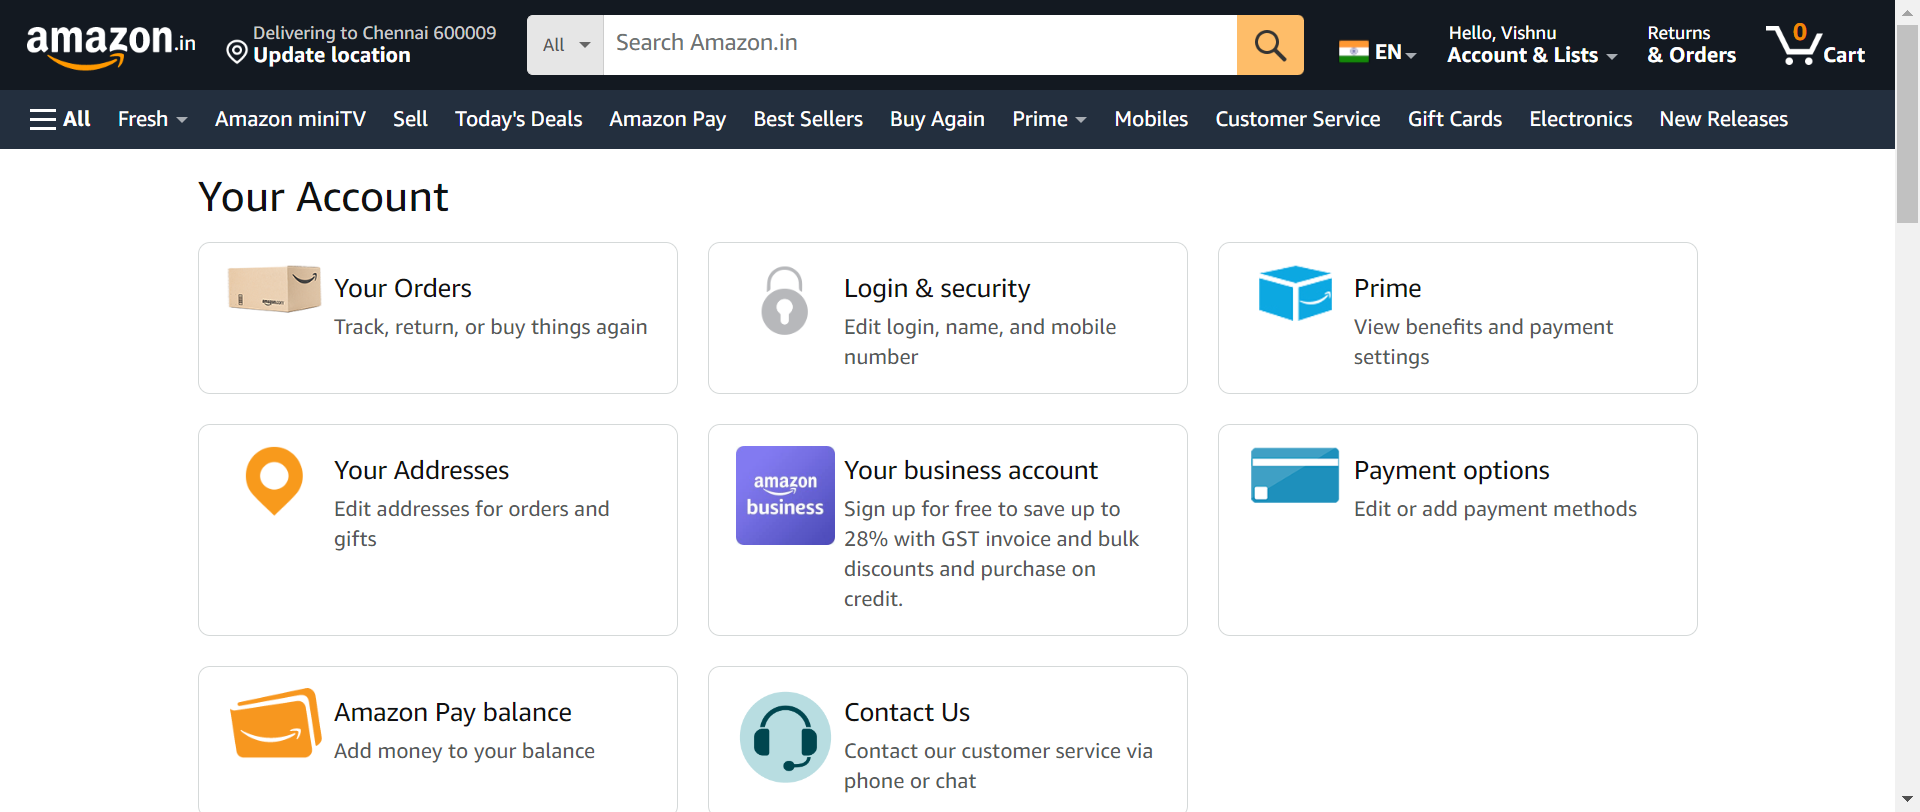 amazon.in
Delivering to Chennai 600009
Update location
All
Search Amazon.in
EN
Hello, Vishnu
Account & Lists
Returns
& Orders
0
Cart
All
Fresh
Amazon miniTV
Sell
Today's Deals
Amazon Pay
Best Sellers
Buy Again
Prime
Mobiles
Customer Service
Gift Cards
Electronics
New Releases
Your Account
Your Orders
Track, return, or buy things again
Login & security
Edit login, name, and mobile
number
Prime
View benefits and payment
settings
Your Addresses
Edit addresses for orders and
gifts
amazon
business
Your business account
Sign up for free to save up to
28% with GST invoice and bulk
discounts and purchase on
credit.
Payment options
Edit or add payment methods
Amazon Pay balance
Add money to your balance
Contact Us
Contact our customer service via
phone or chat